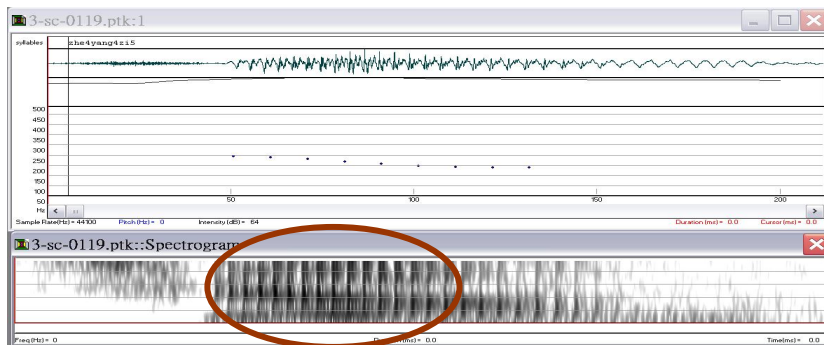 3-sc-0119.ptk:1
syllables
zhe4yang4zi5
500
450
400
350
300
250
200
150
100
50
Hz
50
100
150
200
Sample Rate(Hz)= 44100 Pitch(Hz)= 0 Intensity(dB)= 64 Duration(ms)= 0.0 Cursor(ms)= 0.0
3-sc-0119.ptk::Spectrogram
Freq(Hz)= 0 0.0 Time(ms)= 0.0